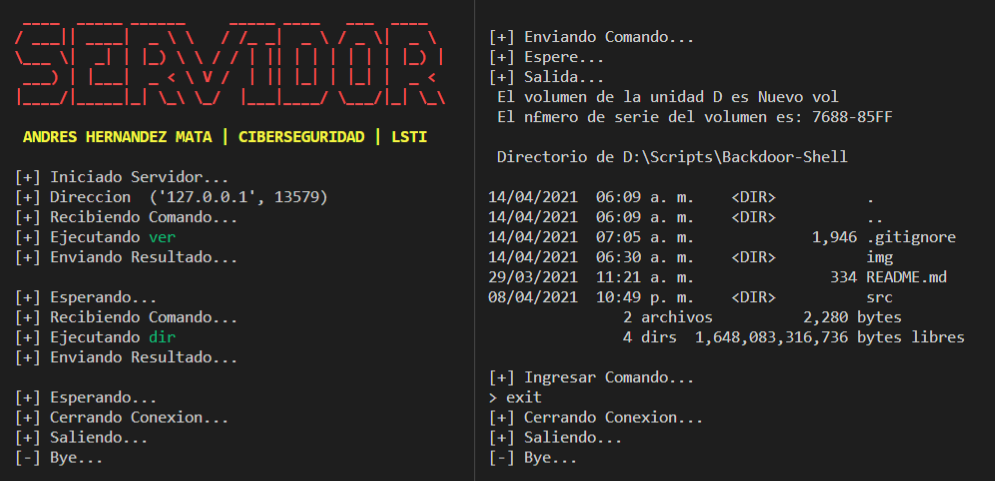 SERVIDOR
ANDRES HERNANDEZ MATA | CIBERSEGURIDAD | LSTI
[+] Iniciado Servidor...
[+] Direccion  ('127.0.0.1', 13579)
[+] Recibiendo Comando...
[+] Ejecutando ver
[+] Enviando Resultado...
[+] Esperando...
[+] Recibiendo Comando...
[+] Ejecutando dir
[+] Enviando Resultado...
[+] Esperando...
[+] Cerrando Conexion...
[+] Saliendo...
[-] Bye...
[+] Enviando Comando...
[+] Espere...
[+] Salida...
El volumen de la unidad D es Nuevo vol
El n£mero de serie del volumen es: 7688-85FF
Directorio de D:\Scripts\Backdoor-Shell
14/04/2021  06:09 a. m.    <DIR>          .
14/04/2021  06:09 a. m.    <DIR>          ..
14/04/2021  07:05 a. m.             1,946 .gitignore
14/04/2021  06:30 a. m.    <DIR>          img
29/03/2021  11:21 a. m.               334 README.md
08/04/2021  10:49 p. m.    <DIR>          src
2 archivos          2,280 bytes
4 dirs  1,648,083,316,736 bytes libres
[+] Ingresar Comando...
> exit
[+] Cerrando Conexion...
[+] Saliendo...
[-] Bye...